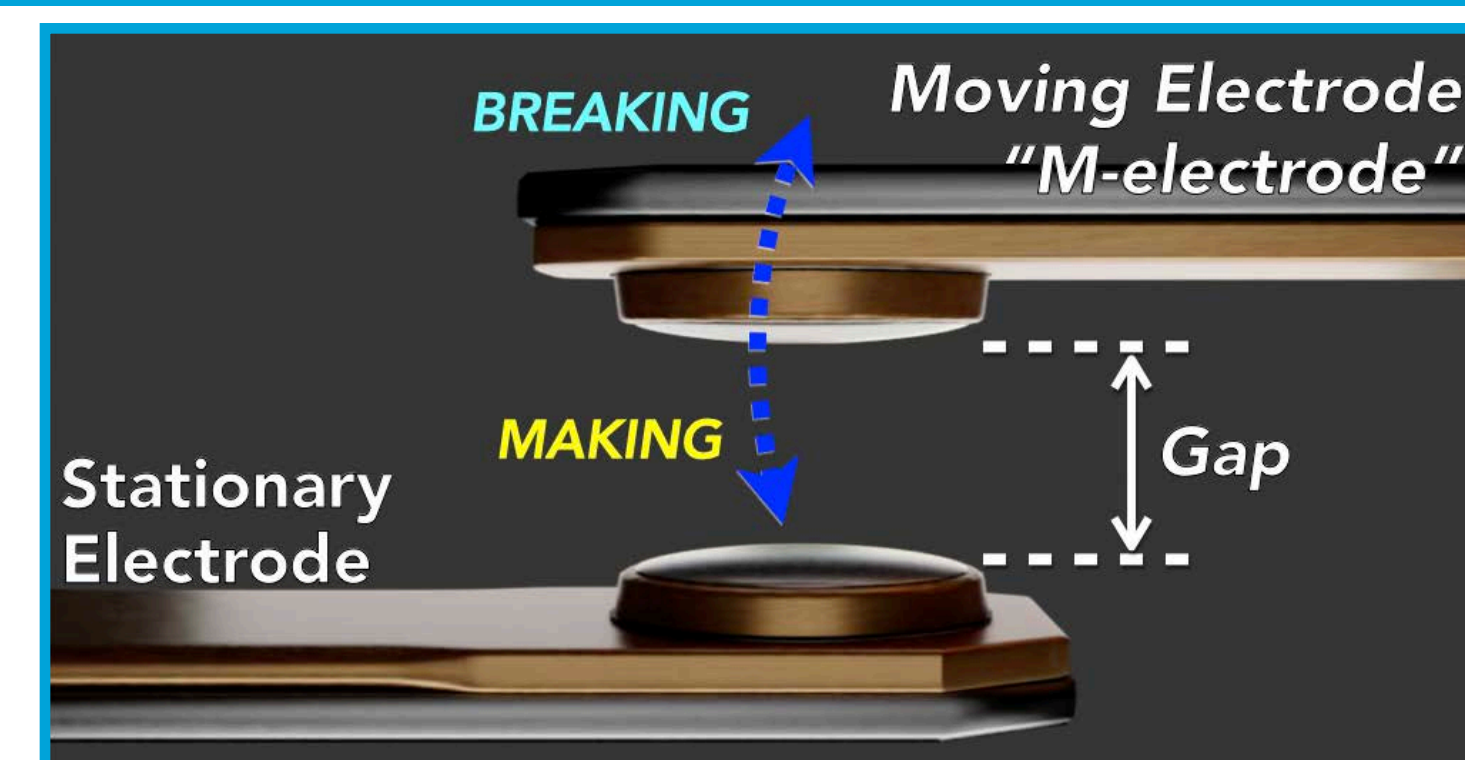 BREAKING
Moving Electrode
“M-electrode”
MAKING
Gap
Stationary
Electrode